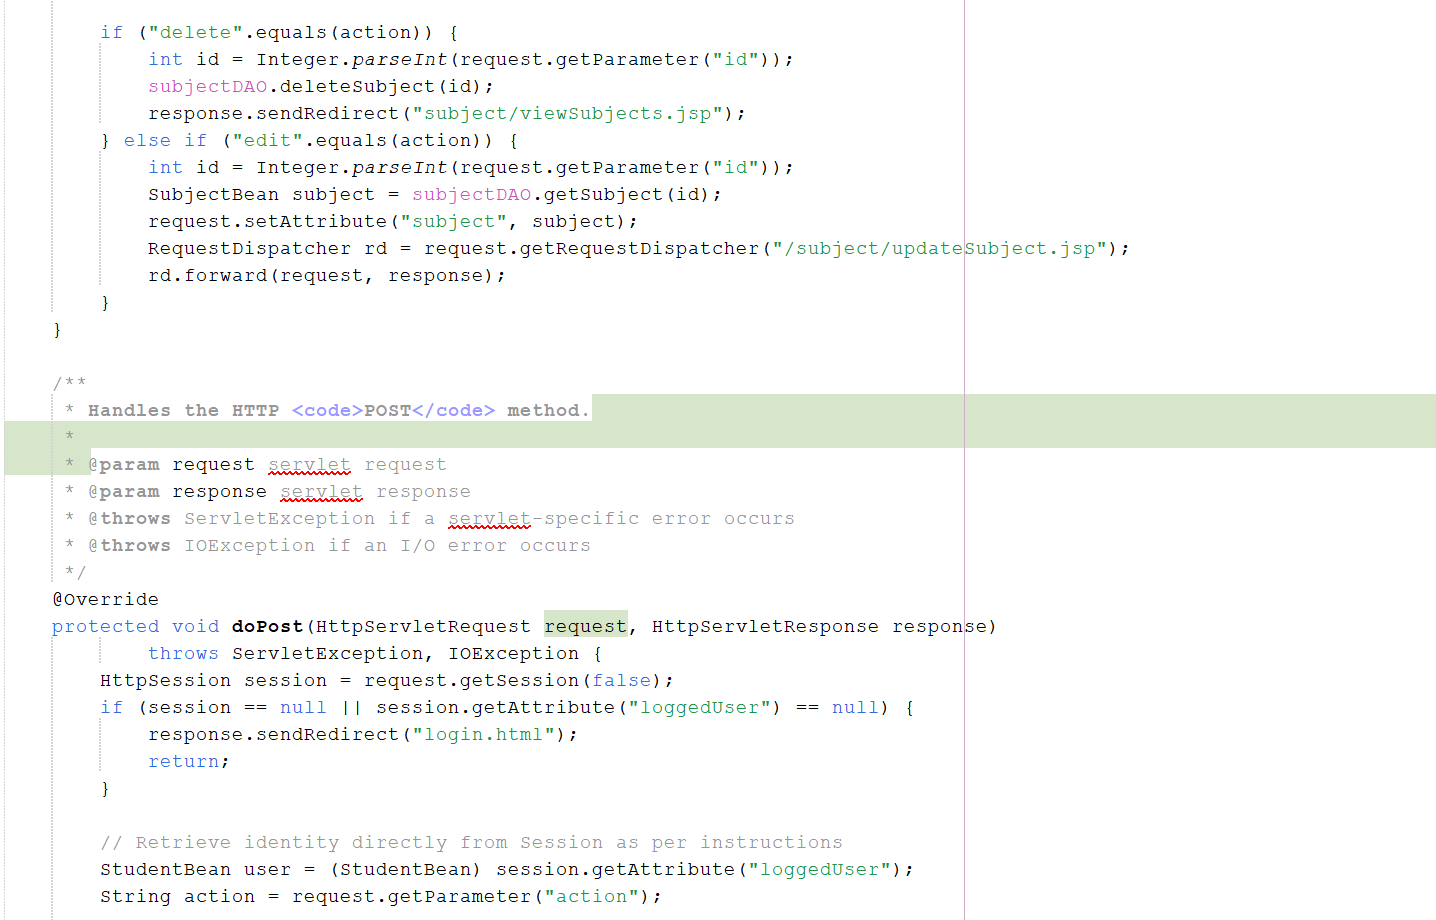 if ("delete".equals(action)) {
int id = Integer.parseInt(request.getParameter("id"));
subjectDAO.deleteSubject(id);
response.sendRedirect("subject/viewSubjects.jsp");
} else if ("edit".equals(action)) {
int id = Integer.parseInt(request.getParameter("id"));
SubjectBean subject = subjectDAO.getSubject(id);
request.setAttribute("subject", subject);
RequestDispatcher rd = request.getRequestDispatcher("/subject/updateSubject.jsp");
rd.forward(request, response);
}
}
/**
* Handles the HTTP <code>POST</code> method.
*
* @param request servlet request
* @param response servlet response
* @throws ServletException if a servlet-specific error occurs
* @throws IOException if an I/O error occurs
*/
@Override
protected void doPost(HttpServletRequest request, HttpServletResponse response)
throws ServletException, IOException {
HttpSession session = request.getSession(false);
if (session == null || session.getAttribute("loggedUser") == null) {
response.sendRedirect("login.html");
return;
}
// Retrieve identity directly from Session as per instructions
StudentBean user = (StudentBean) session.getAttribute("loggedUser");
String action = request.getParameter("action");